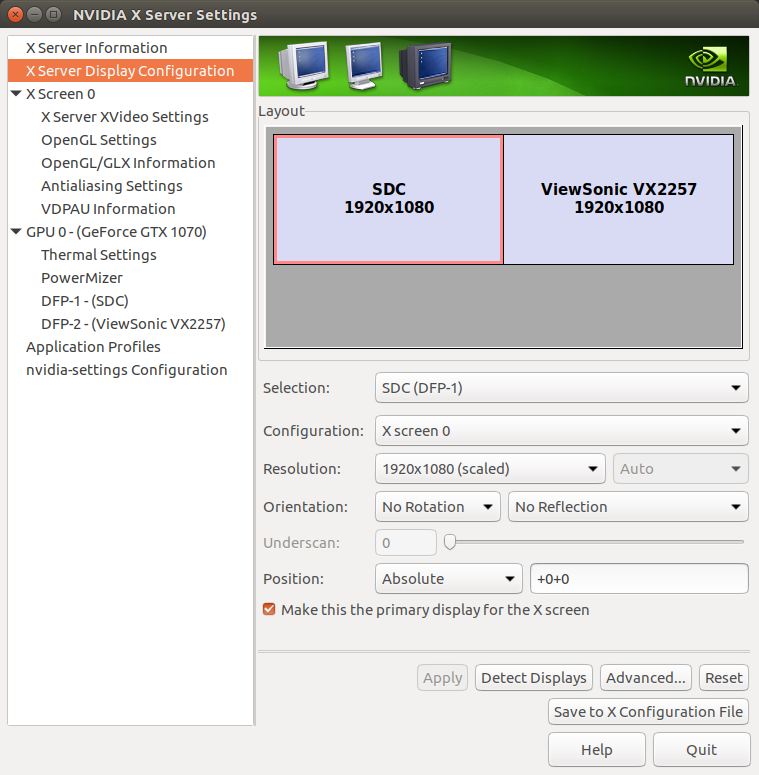 NVIDIA X Server Settings
X Server Information
X Server Display Configuration
X Screen 0
X Server XVideo Settings
OpenGL Settings
OpenGL/GLX Information
Antialiasing Settings
VDPAU Information
GPU 0 - (GeForce GTX 1070)
Thermal Settings
PowerMizer
DFP-1 - (SDC)
DFP-2 - (ViewSonic VX2257)
Application Profiles
nvidia-settings Configuration
NVIDIA
Layout
SDC
1920x1080
ViewSonic VX2257
1920x1080
Selection: SDC (DFP-1)
Configuration: X screen 0
Resolution: 1920x1080 (scaled) Auto
Orientation: No Rotation No Reflection
Underscan: 0
Position: Absolute +0+0
Make this the primary display for the X screen
Apply Detect Displays Advanced... Reset
Save to X Configuration File
Help Quit